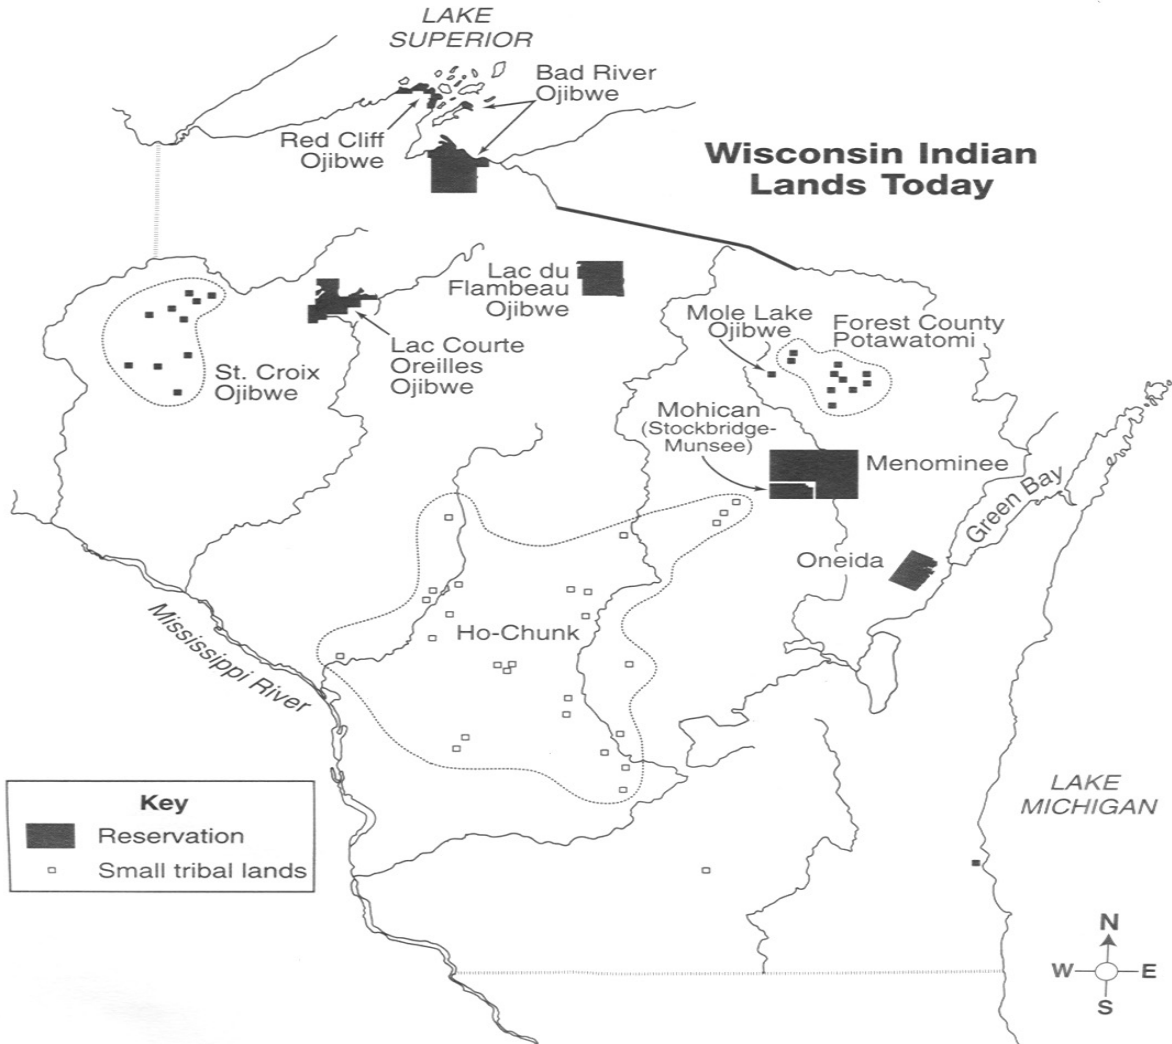 LAKE
SUPERIOR
Bad River
Ojibwe
Red Cliff
Ojibwe
Wisconsin Indian
Lands Today
Lac du
Flambeau
Ojibwe
Mole Lake
Ojibwe
Forest County
Potawatomi
St. Croix
Ojibwe
Lac Courte
Oreilles
Ojibwe
Mohican
(Stockbridge-
Munsee)
Menominee
Green Bay
Oneida
Mississippi River
Ho-Chunk
Key
Reservation
Small tribal lands
LAKE
MICHIGAN
N
W
E
S